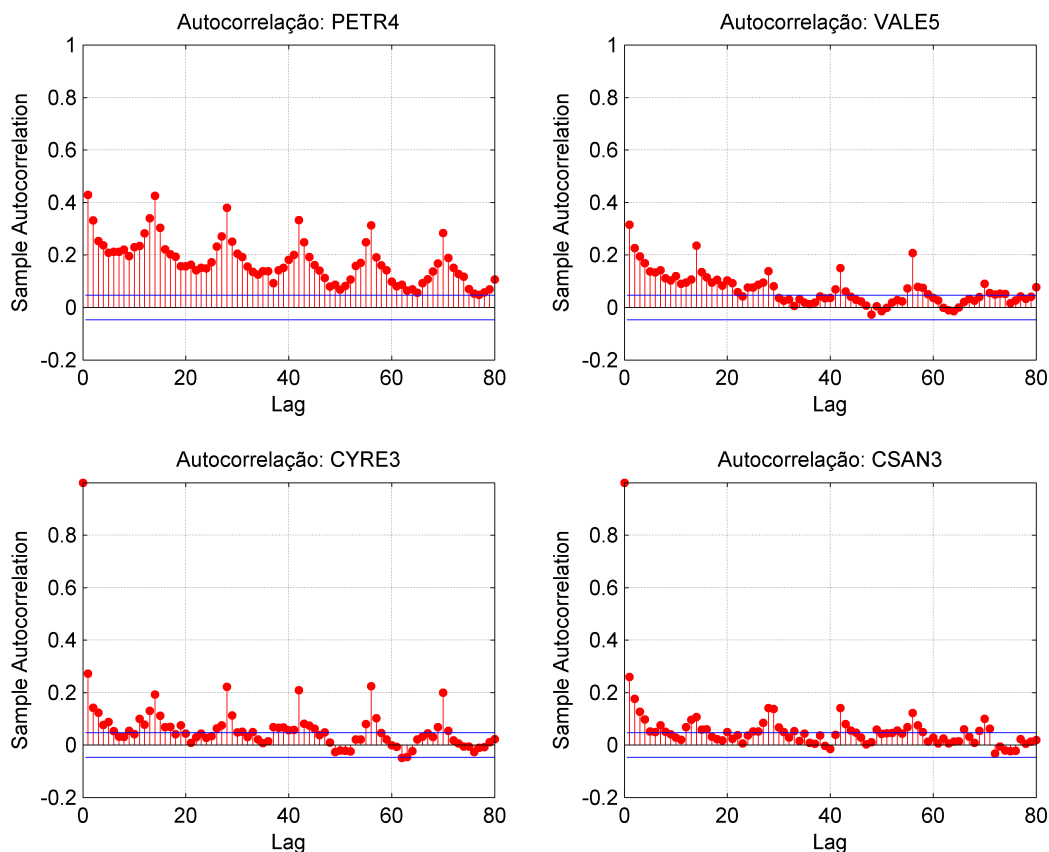 Autocorrelação: PETR4
1
0.8
0.6
0.4
0.2
0
-0.2
Sample Autocorrelation
0 20 40 60 80
Lag
Autocorrelação: VALE5
1
0.8
0.6
0.4
0.2
0
-0.2
Sample Autocorrelation
0 20 40 60 80
Lag
Autocorrelação: CYRE3
0.8
0.6
0.4
0.2
0
-0.2
Sample Autocorrelation
0 20 40 60 80
Lag
Autocorrelação: CSAN3
0.8
0.6
0.4
0.2
0
-0.2
Sample Autocorrelation
0 20 40 60 80
Lag